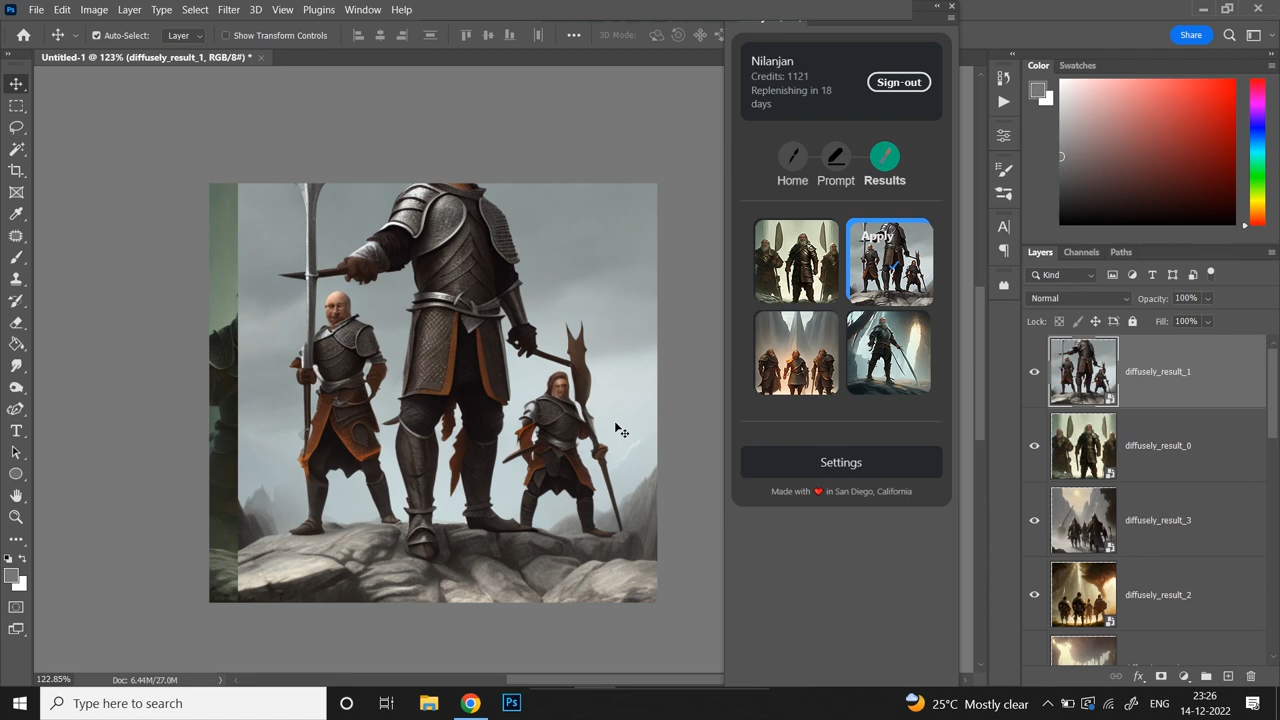 Ps File Edit Image Layer Type Select Filter 3D View Plugins Window Help
Auto-Select: Layer Show Transform Controls 3D Mode: Share
Untitled-1 @ 123% (diffusely_result_1, RGB/8#) *
Nilanjan
Credits: 1121
Replenishing in 18
days
Sign-out
Home Prompt Results
Apply
Settings
Made with ❤ in San Diego, California
Color Swatches
Layers Channels Paths
Kind
Normal Opacity: 100%
Lock: Fill: 100%
diffusely_result_1
diffusely_result_0
diffusely_result_3
diffusely_result_2
122.85% Doc: 6.44M/27.0M
Type here to search
Ps
25°C Mostly clear
ENG
23:26
14-12-2022